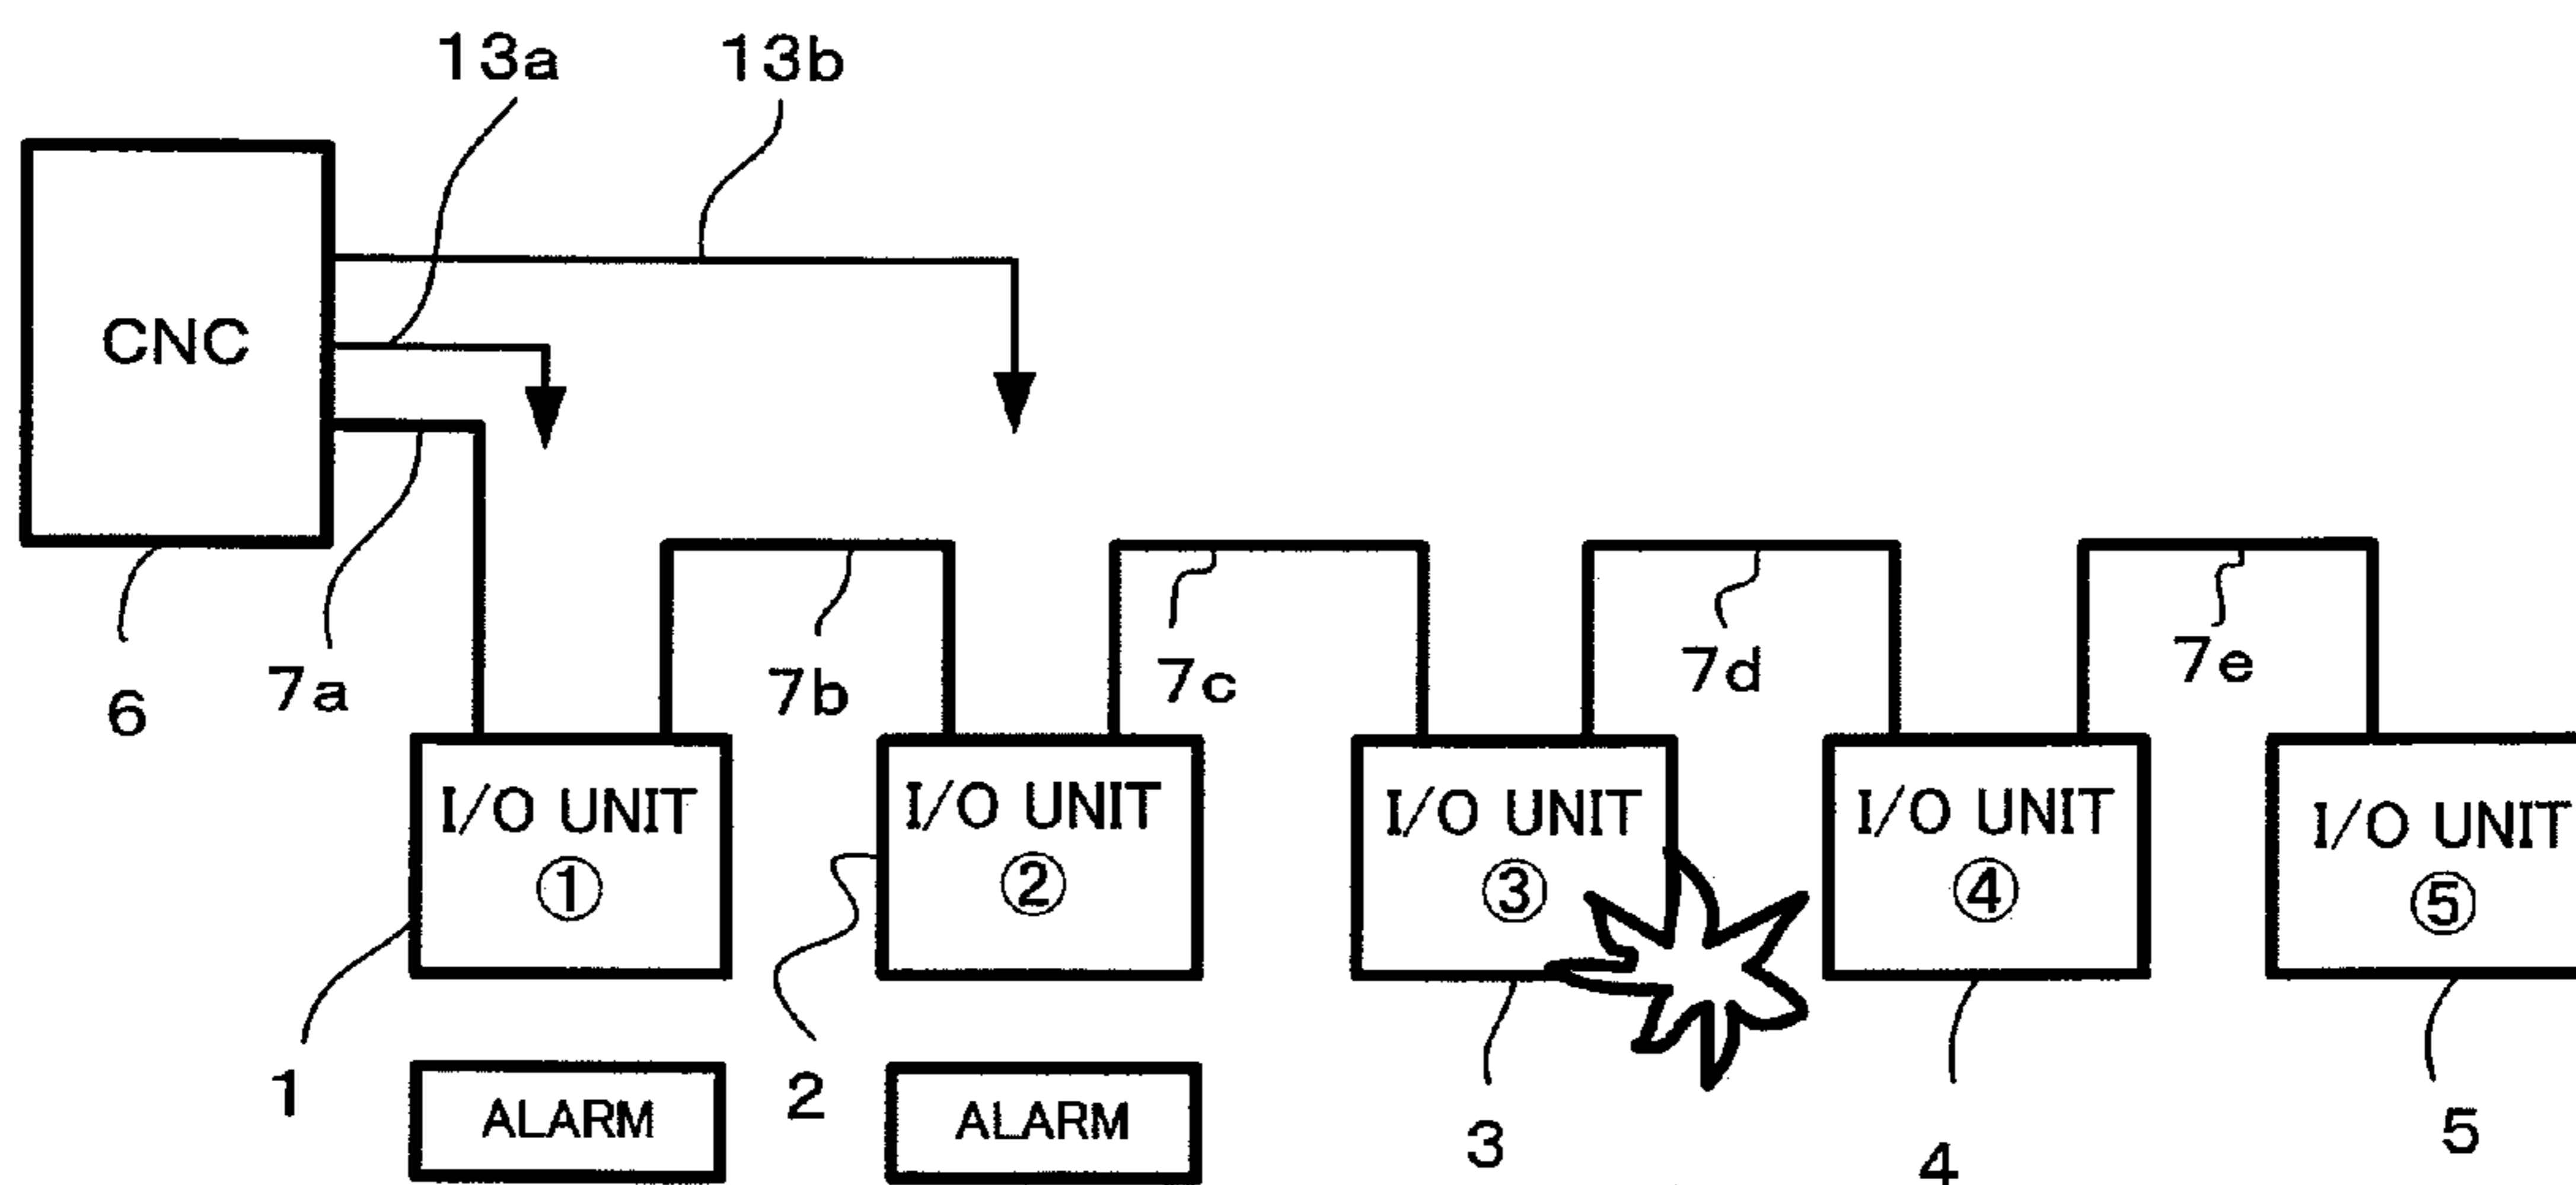 13a
13b
CNC
6
7a
7b
7c
7d
7e
I/O UNIT
①
I/O UNIT
②
I/O UNIT
③
I/O UNIT
④
I/O UNIT
⑤
1
2
3
4
5
ALARM
ALARM